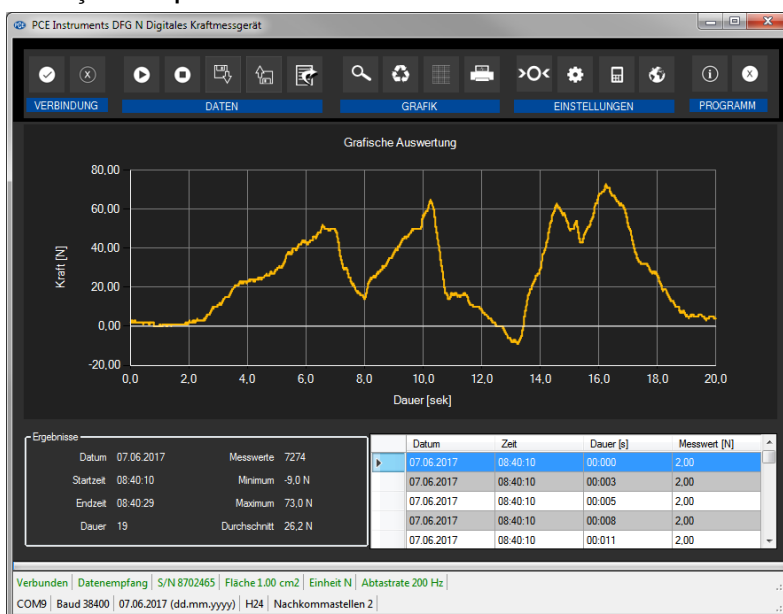 PCE Instruments DFG N Digitales Kraftmessgerät
VERBINDUNG DATEN GRAFIK EINSTELLUNGEN PROGRAMM
Grafische Auswertung
80,00
60,00
40,00
20,00
0,00
-20,00
Kraft [N]
0,0 2,0 4,0 6,0 8,0 10,0 12,0 14,0 16,0 18,0 20,0
Dauer [sek]
Ergebnisse
Datum 07.06.2017 Messwerte 7274
Startzeit 08:40:10 Minimum -9,0 N
Endzeit 08:40:29 Maximum 73,0 N
Dauer 19 Durchschnitt 26,2 N
Datum Zeit Dauer [s] Messwert [N]
07.06.2017 08:40:10 00:000 2,00
07.06.2017 08:40:10 00:003 2,00
07.06.2017 08:40:10 00:005 2,00
07.06.2017 08:40:10 00:008 2,00
07.06.2017 08:40:10 00:011 2,00
Verbunden Datenempfang S/N 8702465 Fläche 1.00 cm2 Einheit N Abtastrate 200 Hz
COM9 Baud 38400 07.06.2017 (dd.mm.yyyy) H24 Nachkommastellen 2